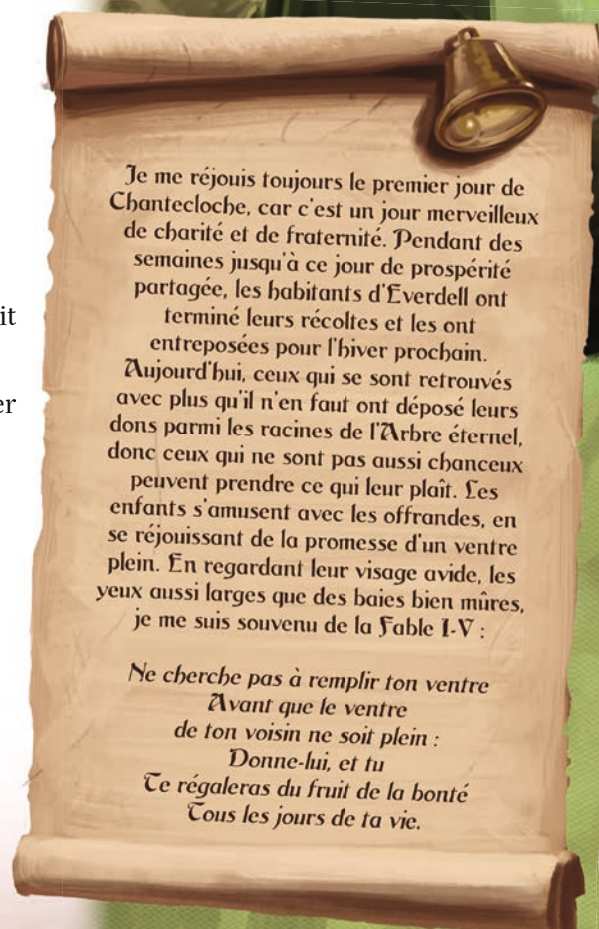 it
er
Je me réjouis toujours le premier jour de
Chantecloche, car c'est un jour merveilleux
de charité et de fraternité. Pendant des
semaines jusqu'à ce jour de prospérité
partagée, les habitants d'Everdell ont
terminé leurs récoltes et les ont
entreposées pour l'hiver prochain.
Aujourd'hui, ceux qui se sont retrouvés
avec plus qu'il n'en faut ont déposé leurs
dons parmi les racines de l'Arbre éternel,
donc ceux qui ne sont pas aussi chanceux
peuvent prendre ce qui leur plaît. Les
enfants s'amusent avec les offrandes, en
se réjouissant de la promesse d'un ventre
plein. En regardant leur visage avide, les
yeux aussi larges que des baies bien mûres,
je me suis souvenu de la Fable I-V :
Ne cherche pas à remplir ton ventre
Avant que le ventre
de ton voisin ne soit plein :
Donne-lui, et tu
Te régaleras du fruit de la bonté
Tous les jours de ta vie.